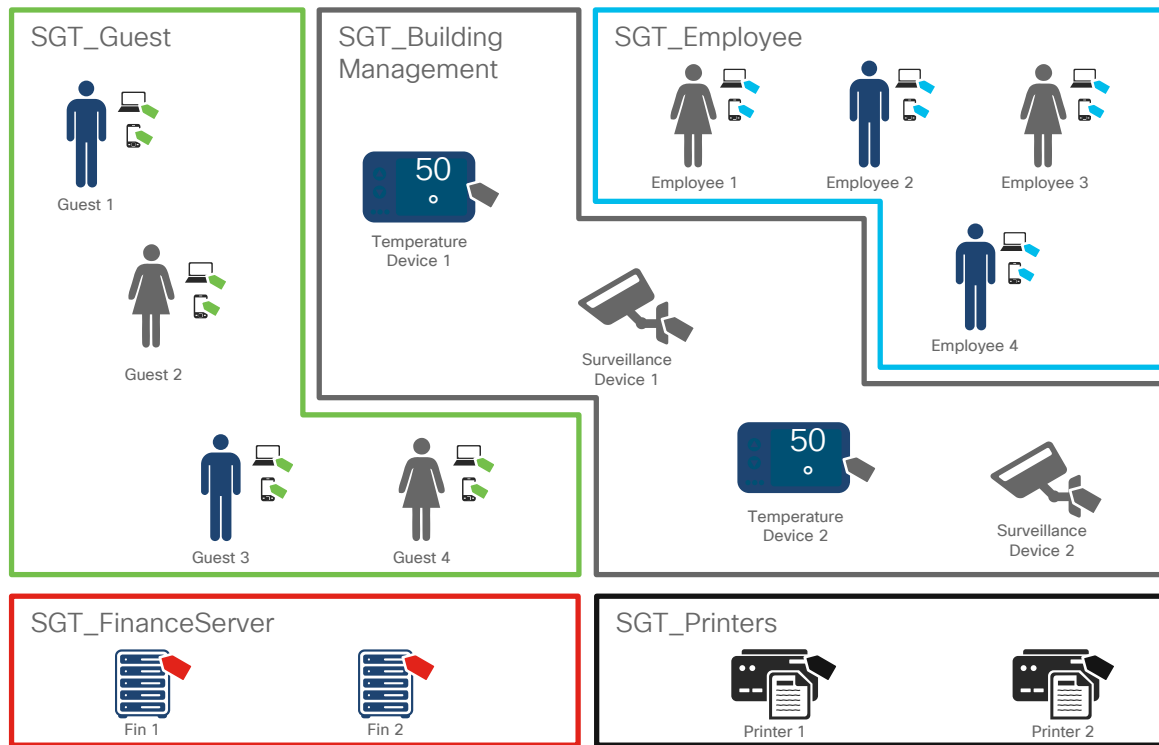 SGT_Guest
Guest 1
Guest 2
Guest 3
Guest 4
SGT_Building
Management
50
Temperature
Device 1
Surveillance
Device 1
50
Temperature
Device 2
Surveillance
Device 2
SGT_Employee
Employee 1
Employee 2
Employee 3
Employee 4
SGT_FinanceServer
Fin 1
Fin 2
SGT_Printers
Printer 1
Printer 2